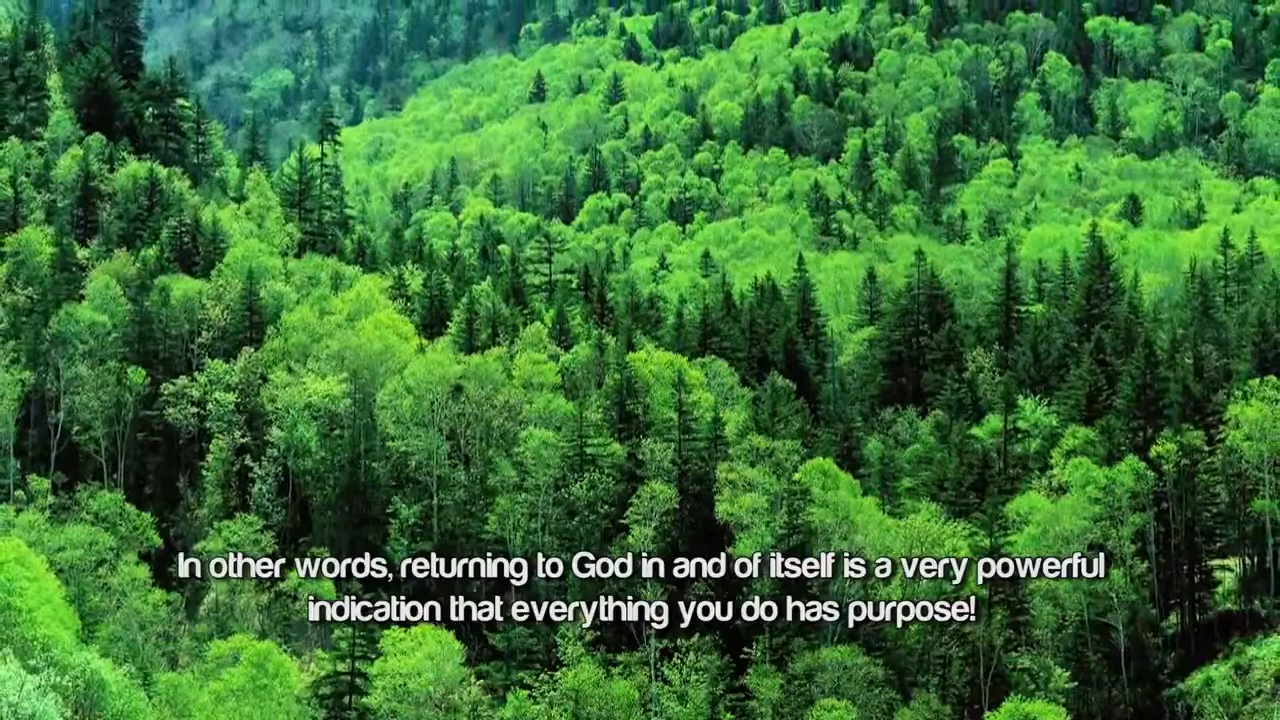 In other words, returning to God in and of itself is a very powerful
indication that everything you do has purpose!